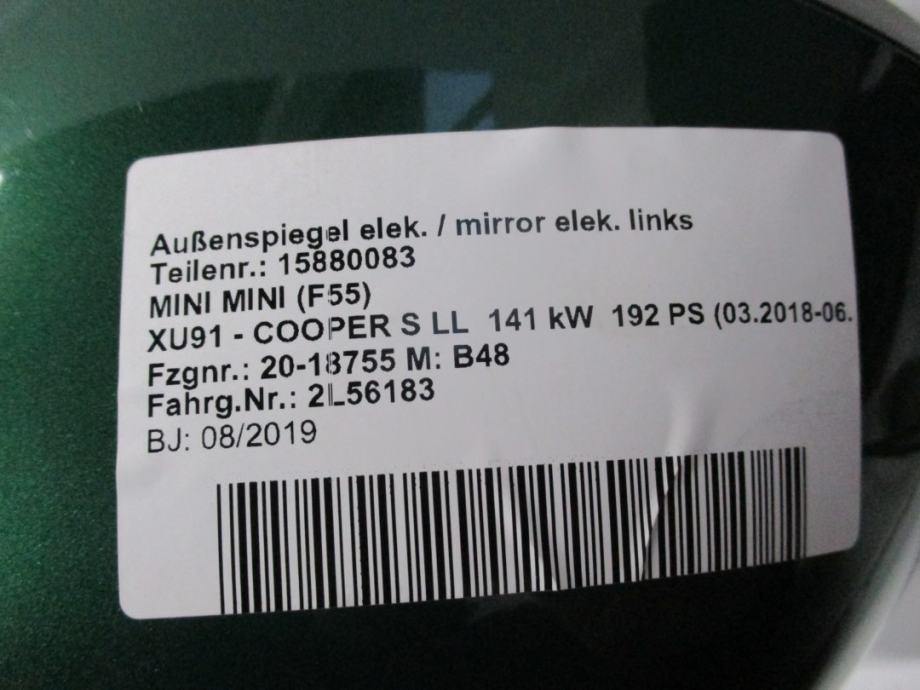 Außenspiegel elek. / mirror elek. links
Teilenr.: 15880083
MINI MINI (F55)
XU91 - COOPER S LL 141 kW 192 PS (03.2018-06.
Fzgnr.: 20-18755 M: B48
Fahrg.Nr.: 2L56183
BJ: 08/2019